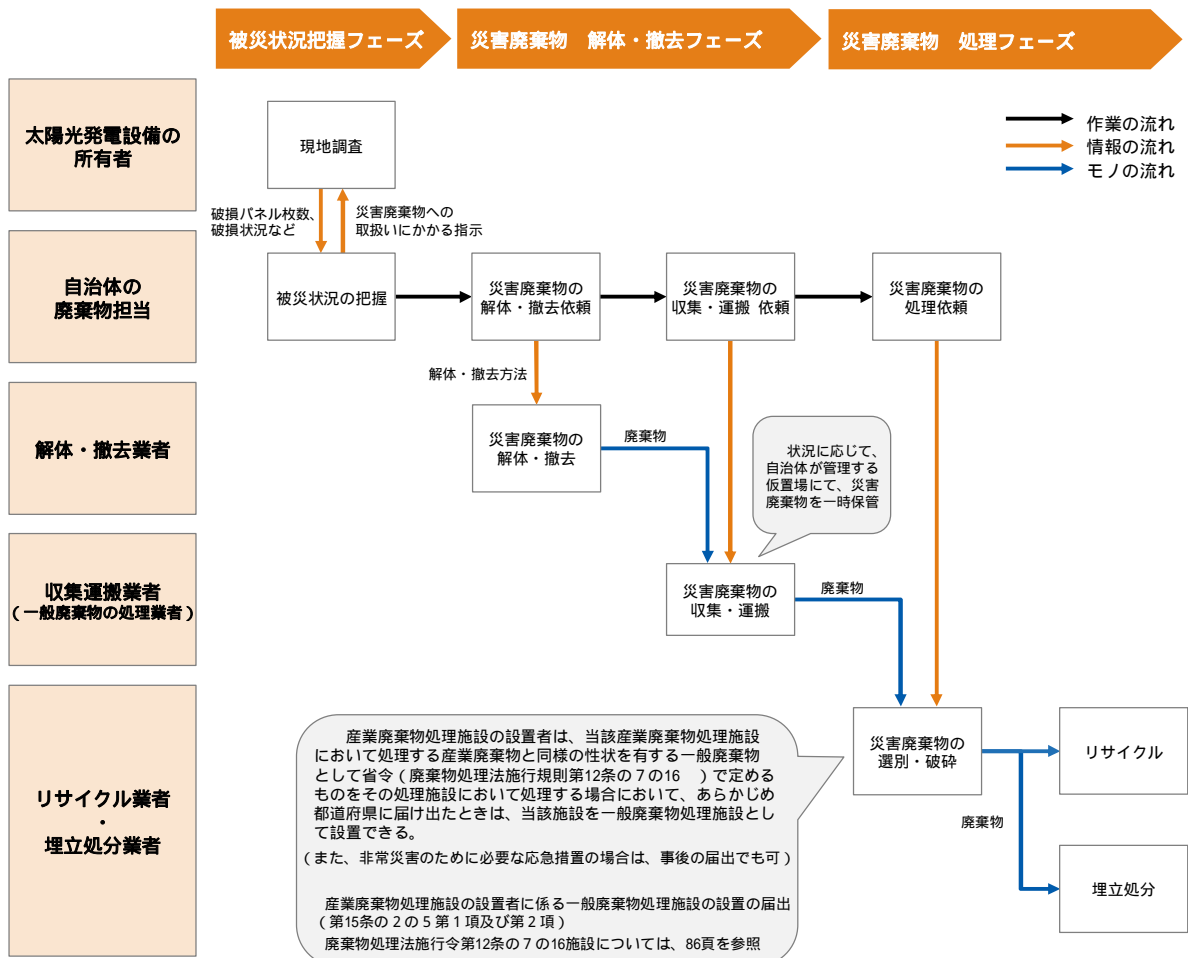 被災状況把握フェーズ
災害廃棄物　解体・撤去フェーズ
災害廃棄物　処理フェーズ
作業の流れ
情報の流れ
モノの流れ
太陽光発電設備の
所有者
現地調査
破損パネル枚数、
破損状況など
災害廃棄物への
取扱いにかかる指示
自治体の
廃棄物担当
被災状況の把握
災害廃棄物の
解体・撤去依頼
災害廃棄物の
収集・運搬 依頼
災害廃棄物の
処理依頼
解体・撤去方法
解体・撤去業者
災害廃棄物の
解体・撤去
廃棄物
状況に応じて、
自治体が管理する
仮置場にて、災害
廃棄物を一時保管
収集運搬業者
（一般廃棄物の処理業者）
災害廃棄物の
収集・運搬
廃棄物
リサイクル業者
・
埋立処分業者
産業廃棄物処理施設の設置者は、当該産業廃棄物処理施設
において処理する産業廃棄物と同様の性状を有する一般廃棄物
として省令（廃棄物処理法施行規則第12条の７の16　）で定める
ものをその処理施設において処理する場合において、あらかじめ
都道府県に届け出たときは、当該施設を一般廃棄物処理施設とし
て設置できる。
（また、非常災害のために必要な応急措置の場合は、事後の届出でも可）
産業廃棄物処理施設の設置者に係る一般廃棄物処理施設の設置の届出
（第15条の２の５第１項及び第２項）
廃棄物処理法施行令第12条の７の16施設については、86頁を参照
災害廃棄物の
選別・破砕
リサイクル
廃棄物
埋立処分